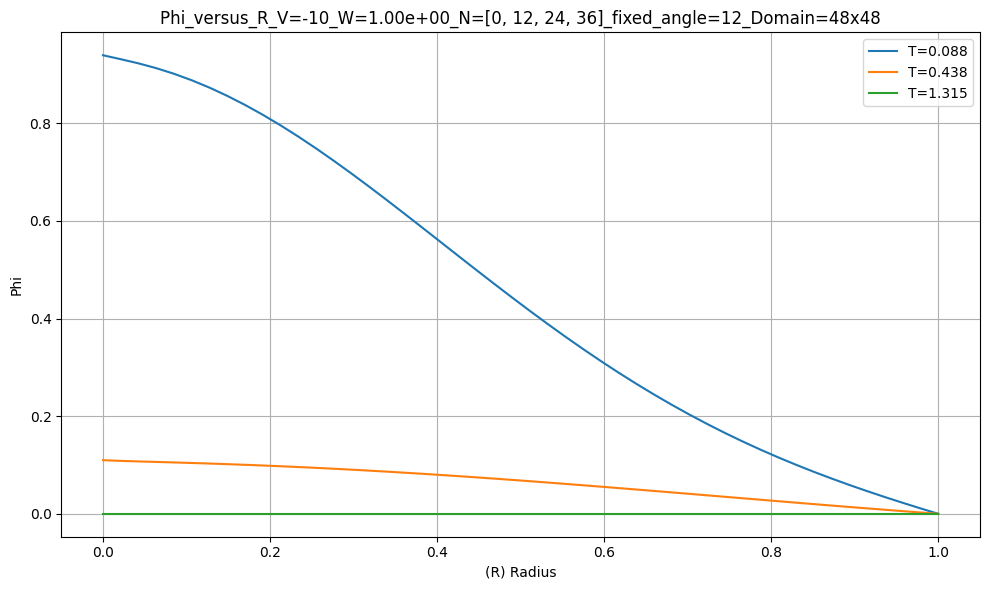 Phi_versus_R_V=-10_W=1.00e+00_N=[0, 12, 24, 36]_fixed_angle=12_Domain=48x48
T=0.088
T=0.438
T=1.315
Phi
0.8
0.6
0.4
0.2
0.0
0.0 0.2 0.4 0.6 0.8 1.0
(R) Radius